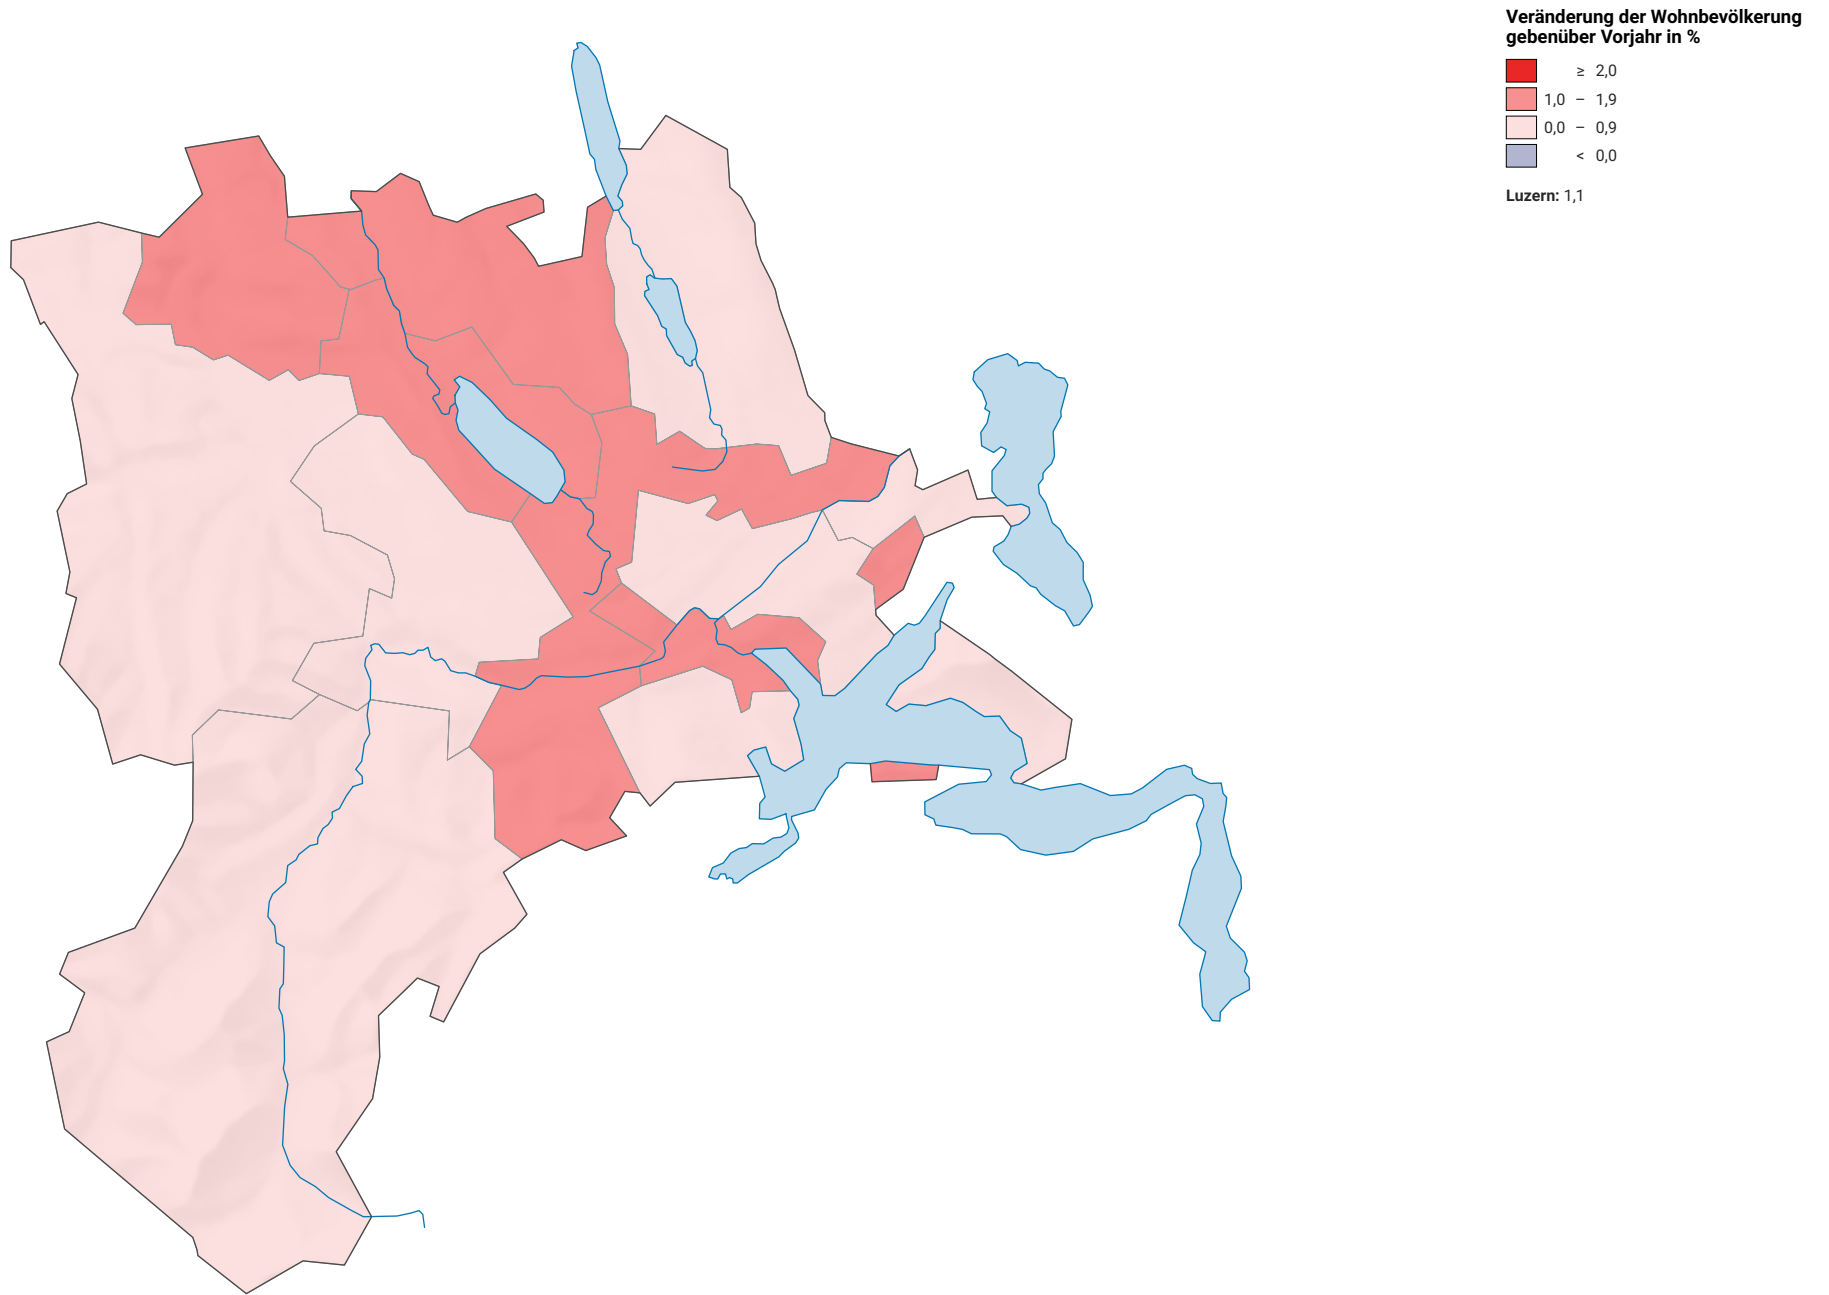 Veränderung der Wohnbevölkerung
gebenüber Vorjahr in %
≥ 2,0
1,0 – 1,9
0,0 – 0,9
< 0,0
Luzern: 1,1